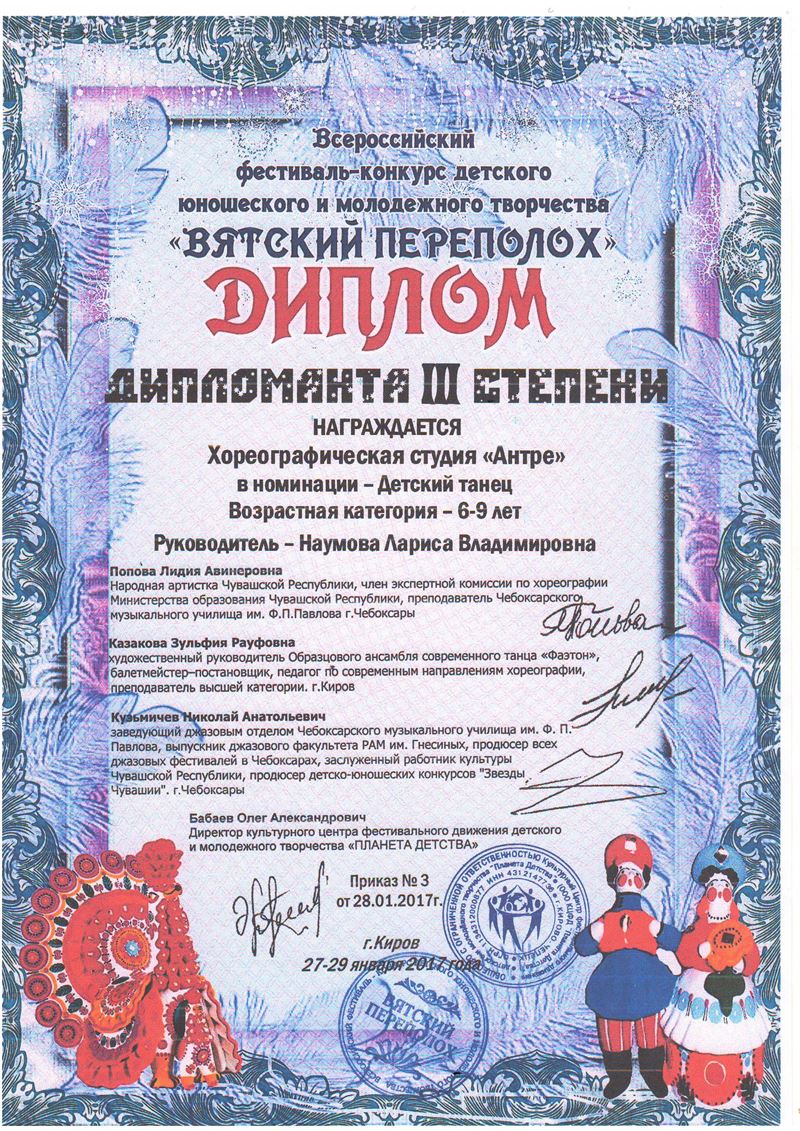 Всероссийский
фестиваль-конкурс детского
юношеского и молодежного творчества
«ВЯТСКИЙ ПЕРЕПОЛОХ»
ДИПЛОМ
ДИПЛОМАНТА III СТЕПЕНИ
НАГРАЖДАЕТСЯ
Хореографическая студия «Антре»
в номинации – Детский танец
Возрастная категория – 6-9 лет
Руководитель – Наумова Лариса Владимировна
Попова Лидия Авинеровна
Народная артистка Чувашской Республики, член экспертной комиссии по хореографии
Министерства образования Чувашской Республики, преподаватель Чебоксарского
музыкального училища им. Ф.П.Павлова г.Чебоксары
Казакова Зульфия Рауфовна
художественный руководитель Образцового ансамбля современного танца «Фаэтон»,
балетмейстер–постановщик, педагог по современным направлениям хореографии,
преподаватель высшей категории. г.Киров
Кузьмичев Николай Анатольевич
заведующий джазовым отделом Чебоксарского музыкального училища им. Ф. П.
Павлова, выпускник джазового факультета РАМ им. Гнесиных, продюсер всех
джазовых фестивалей в Чебоксарах, заслуженный работник культуры
Чувашской Республики, продюсер детско-юношеских конкурсов "Звезды
Чувашии". г.Чебоксары
Бабаев Олег Александрович
Директор культурного центра фестивального движения детского
и молодежного творчества «ПЛАНЕТА ДЕТСТВА»
Приказ № 3
от 28.01.2017г.
г.Киров
27-29 января 2017 года
ВЯТСКИЙ
ПЕРЕПОЛОХ